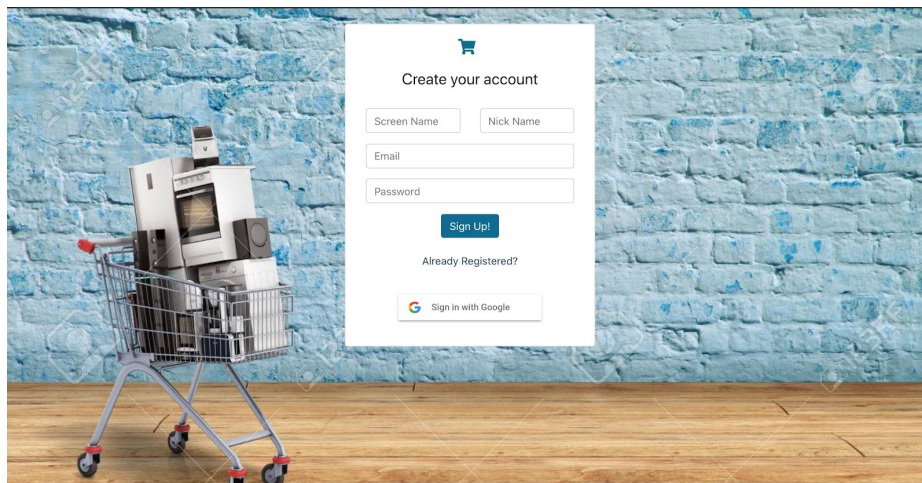 Create your account
Screen Name Nick Name
Email
Password
Sign Up!
Already Registered?
Sign in with Google